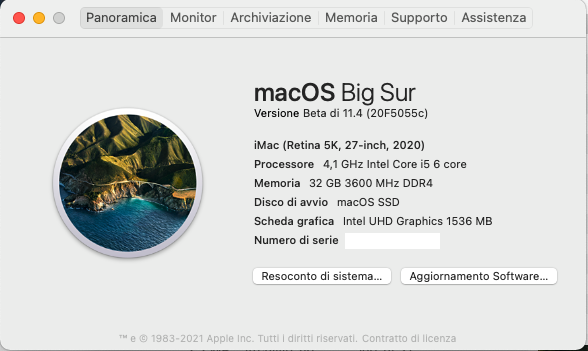 Panoramica Monitor Archiviazione Memoria Supporto Assistenza
macOS Big Sur
Versione Beta di 11.4 (20F5055c)
iMac (Retina 5K, 27-inch, 2020)
Processore 4,1 GHz Intel Core i5 6 core
Memoria 32 GB 3600 MHz DDR4
Disco di avvio macOS SSD
Scheda grafica Intel UHD Graphics 1536 MB
Numero di serie
Resoconto di sistema... Aggiornamento Software...
™ e © 1983-2021 Apple Inc. Tutti i diritti riservati. Contratto di licenza